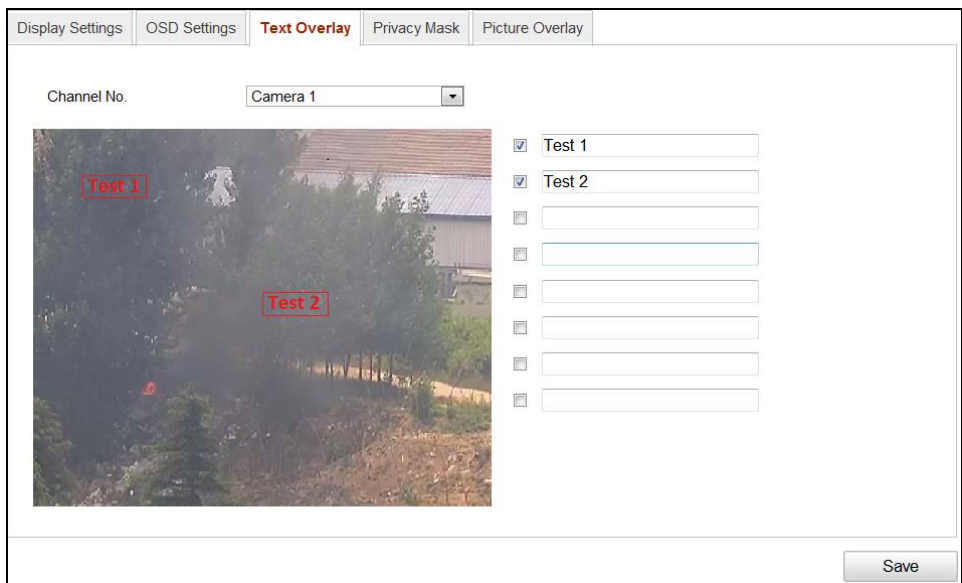 Display Settings OSD Settings Text Overlay Privacy Mask Picture Overlay
Channel No. Camera 1
Test 1
Test 2
Test 1
Test 2
Save